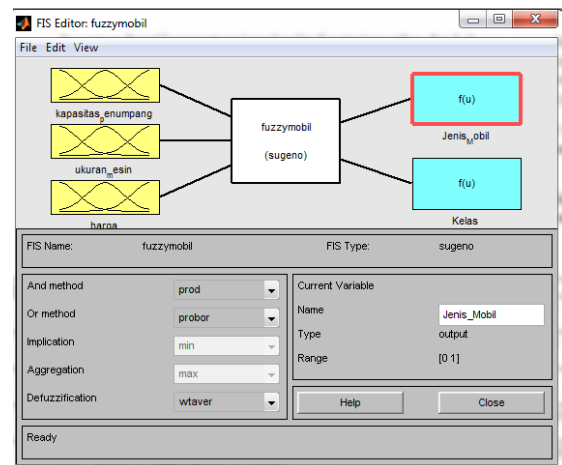 FIS Editor: fuzzymobil
File Edit View
kapasitas_penumpang
ukuran_mesin
harga
fuzzymobil
(sugeno)
f(u)
Jenis_Mobil
f(u)
Kelas
FIS Name: fuzzymobil FIS Type: sugeno
And method prod
Or method probor
Implication min
Aggregation max
Defuzzification wtaver
Current Variable
Name Jenis_Mobil
Type output
Range [0 1]
Help Close
Ready